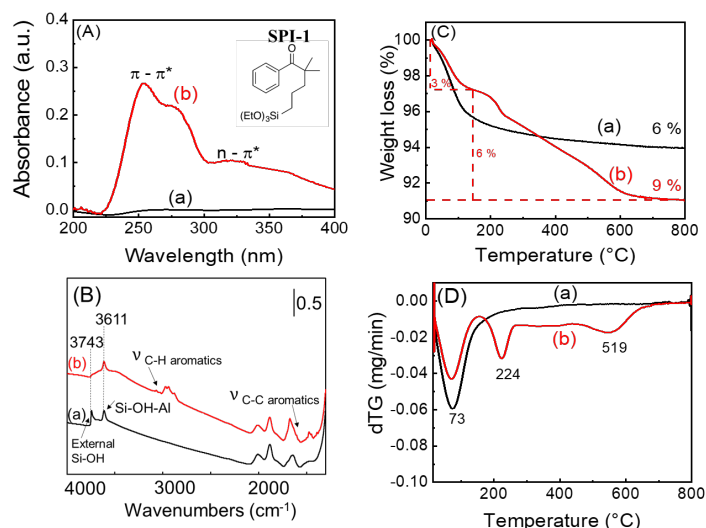 (A)
SPI-1
O
(EtO)₃Si
π - π*
(b)
n - π*
(a)
0.4
0.3
0.2
0.1
0.0
Absorbance (a.u.)
200 250 300 350 400
Wavelength (nm)
(C)
100
98
96
94
92
90
Weight loss (%)
3 %
6 %
(a)
6 %
(b)
9 %
0 200 400 600 800
Temperature (°C)
(B)
0.5
3611
3743
(b)
ν C-H aromatics
ν
C-C aromatics
(a)
Si-OH-Al
External
Si-OH
4000 3000 2000
Wavenumbers (cm⁻¹)
(D)
0.00
-0.02
-0.04
-0.06
-0.08
-0.10
dTG (mg/min)
(a)
(b)
519
224
73
200 400 600 800
Temperature (°C)